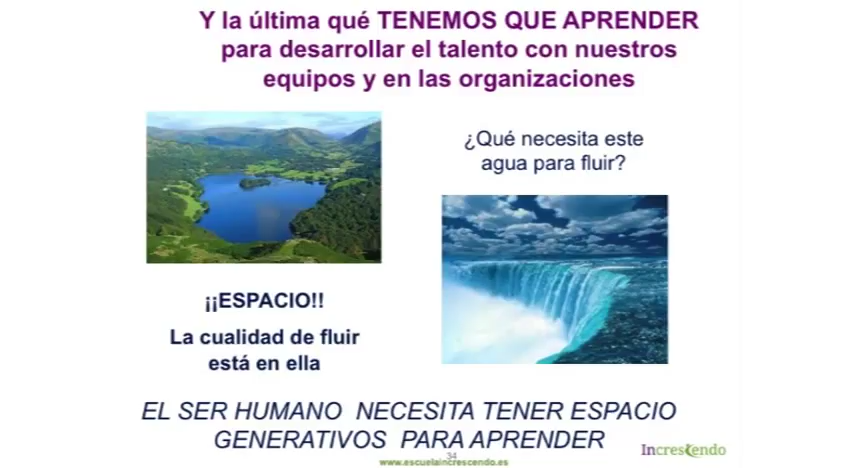 Y la última qué TENEMOS QUE APRENDER
para desarrollar el talento con nuestros
equipos y en las organizaciones
¿Qué necesita este
agua para fluir?
¡¡ESPACIO!!
La cualidad de fluir
está en ella
EL SER HUMANO NECESITA TENER ESPACIO
GENERATIVOS PARA APRENDER
Increscendo
34
www.escuelaincrescendo.es